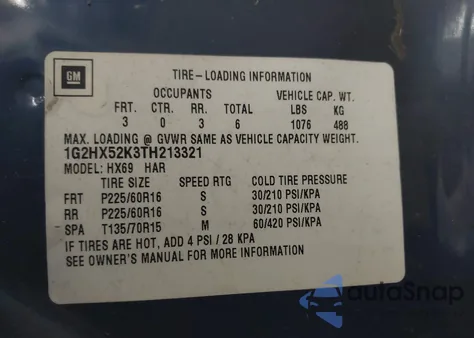 GM
TIRE-LOADING INFORMATION
OCCUPANTS VEHICLE CAP. WT.
FRT. CTR. RR. TOTAL LBS KG
3 0 3 6 1076 488
MAX. LOADING @ GVWR SAME AS VEHICLE CAPACITY WEIGHT.
1G2HX52K3TH213321
MODEL: HX69 HAR
TIRE SIZE SPEED RTG COLD TIRE PRESSURE
FRT P225/60R16 S 30/210 PSI/KPA
RR P225/60R16 S 30/210 PSI/KPA
SPA T135/70R15 M 60/420 PSI/KPA
IF TIRES ARE HOT, ADD 4 PSI / 28 KPA
SEE OWNER'S MANUAL FOR MORE INFORMATION
autoSnap